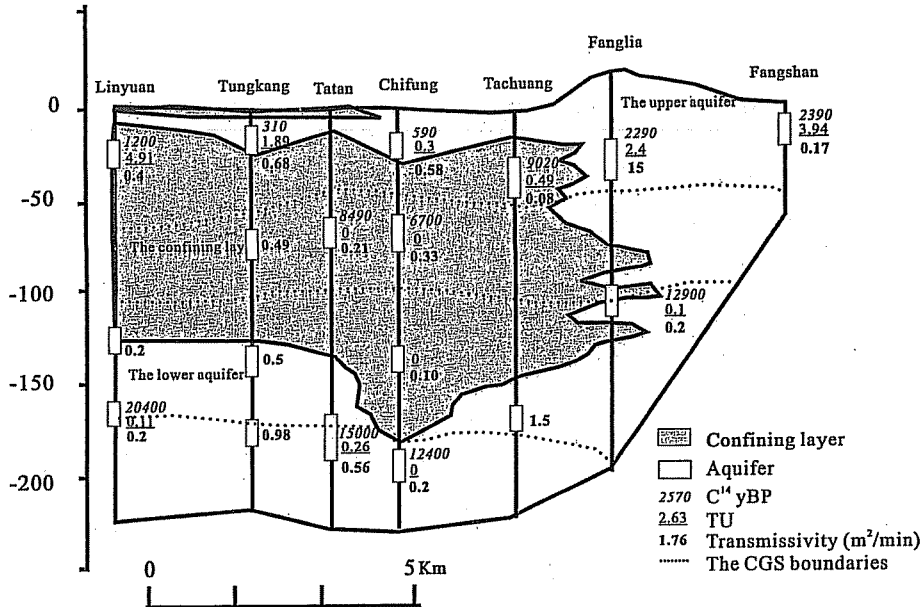 Fanglia
Linyuan
Tungkang
Tatan
Chifung
Tachuang
Fangshan
0
-50
-100
-150
-200
The upper aquifer
1200
4.91
0.4
310
1.89
0.68
590
0.3
0.58
9020
0.49
0.08
2290
2.4
15
2390
3.94
0.17
The confining lay
0.49
8490
0
0.21
6700
0
0.33
12900
0.1
0.2
0.2
0.5
0
0.10
The lower aquifer
20400
0.11
0.2
0.98
15000
0.26
0.56
12400
0
0.2
1.5
Confining layer
Aquifer
2570 C¹⁴ yBP
2.63 TU
1.76 Transmissivity (m²/min)
The CGS boundaries
0 5 Km